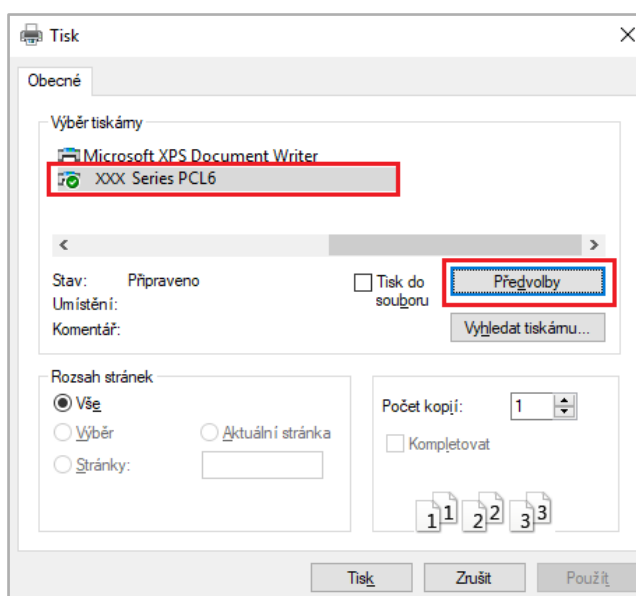 Tisk
Obecné
Výběr tiskárny
Microsoft XPS Document Writer
XXX Series PCL6
Stav: Připraveno
Umístění:
Komentář:
Tisk do souboru
Předvolby
Vyhledat tiskárnu...
Rozsah stránek
Vše
Výběr
Aktuální stránka
Stránky:
Počet kopií: 1
Kompletovat
1 1 2 2 3 3
Tisk
Zrušit
Použít